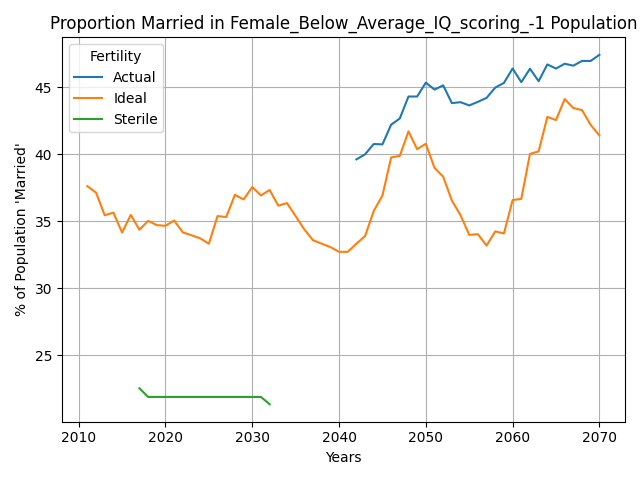 Proportion Married in Female_Below_Average_IQ_scoring_-1 Population
Fertility
Actual
Ideal
Sterile
% of Population 'Married'
45
40
35
30
25
2010 2020 2030 2040 2050 2060 2070
Years